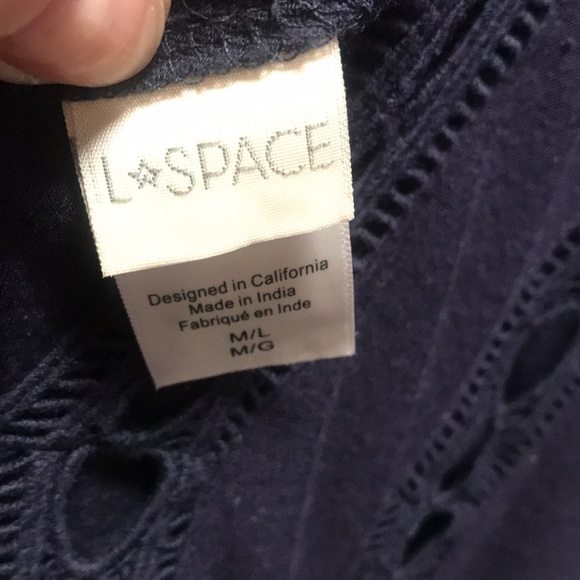 L☆SPACE
Designed in California
Made in India
Fabriqué en Inde
M/L
M/G